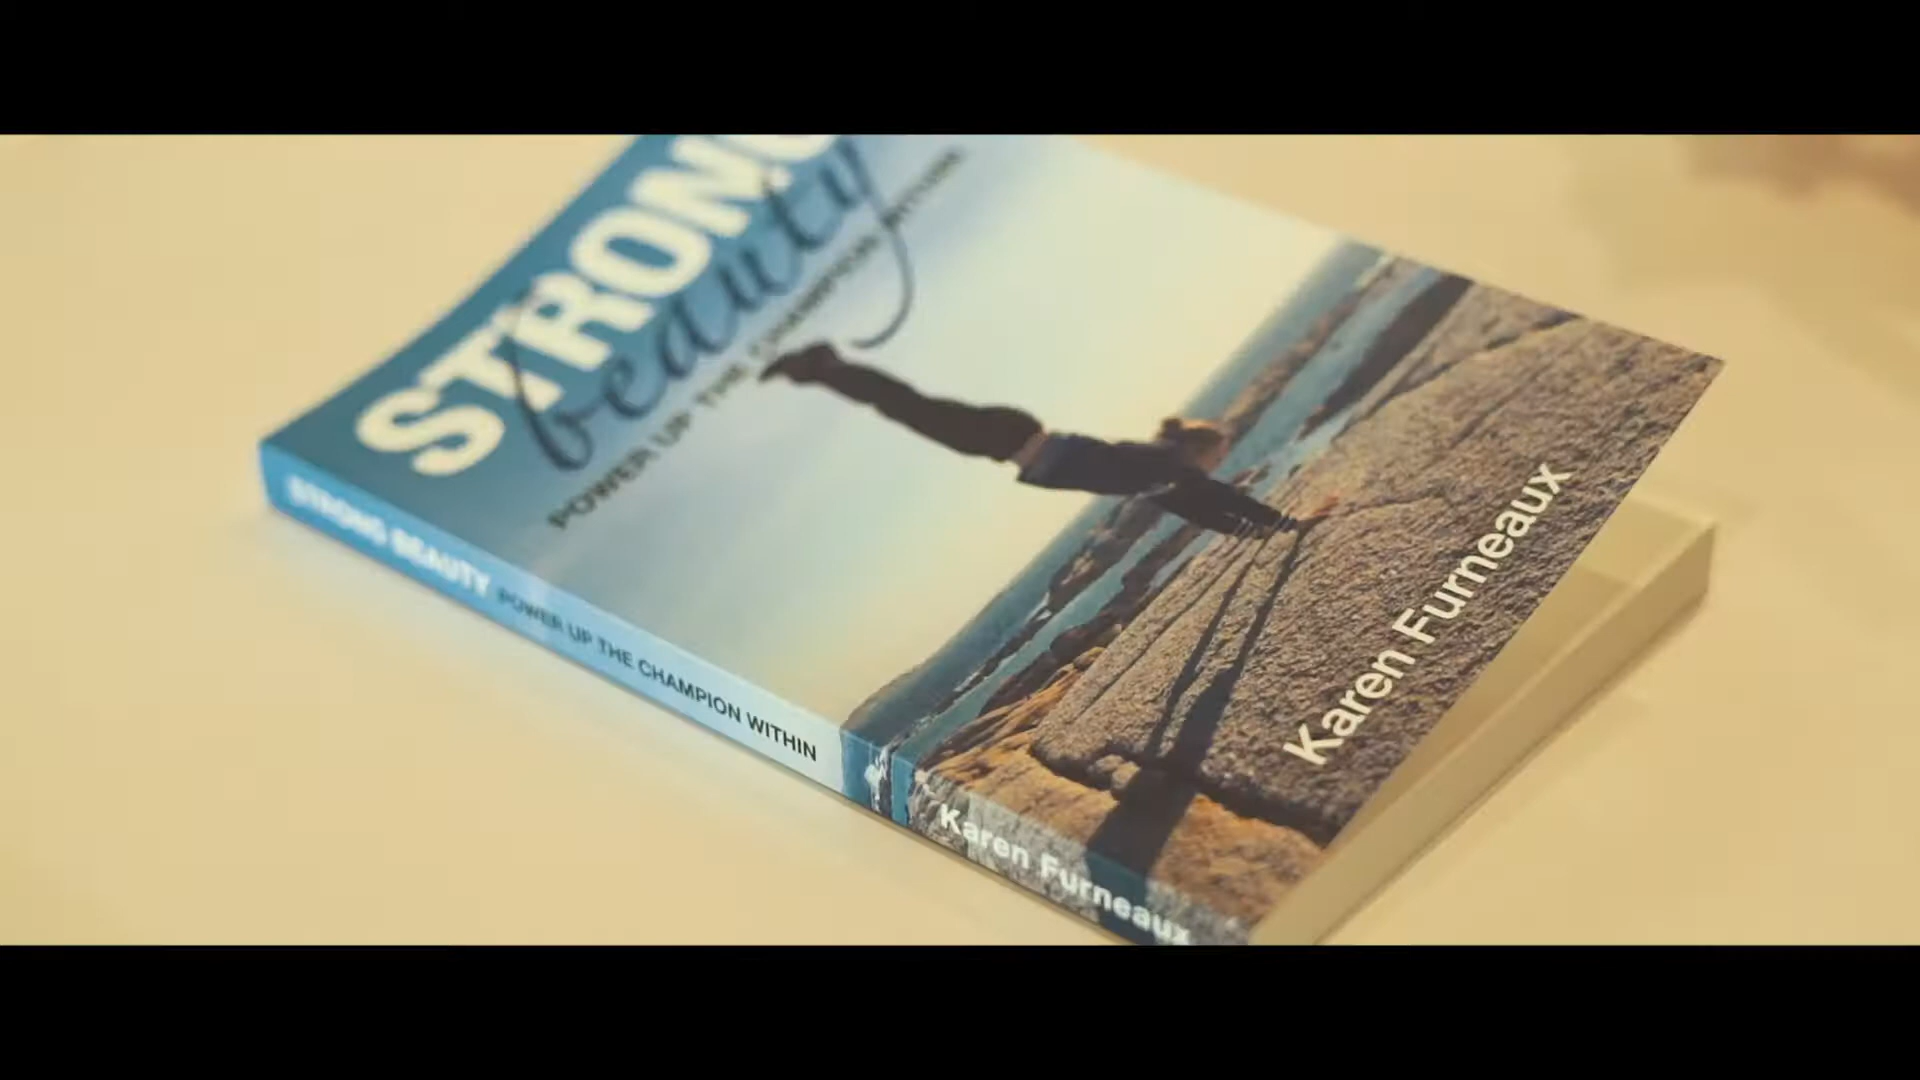 STRONG
beauty
POWER UP THE CHAMPION WITHIN
Karen Furneaux
STRONG BEAUTY POWER UP THE CHAMPION WITHIN
Karen Furneaux